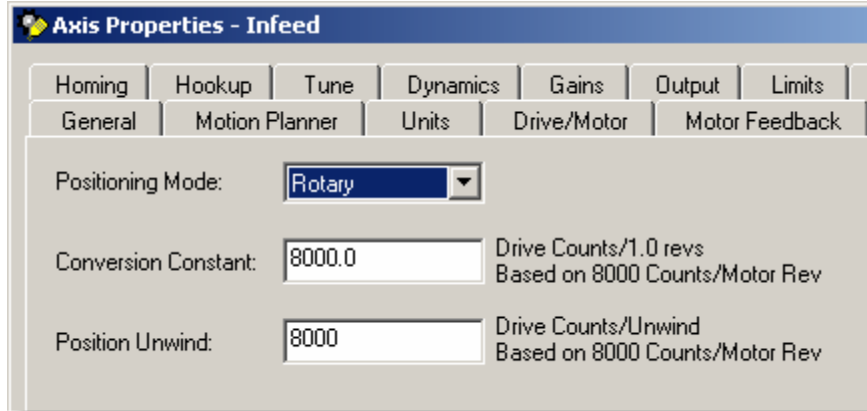 Axis Properties - Infeed
Homing Hookup Tune Dynamics Gains Output Limits
General Motion Planner Units Drive/Motor Motor Feedback
Positioning Mode: Rotary
Conversion Constant: 8000.0 Drive Counts/1.0 revs
Based on 8000 Counts/Motor Rev
Position Unwind: 8000 Drive Counts/Unwind
Based on 8000 Counts/Motor Rev